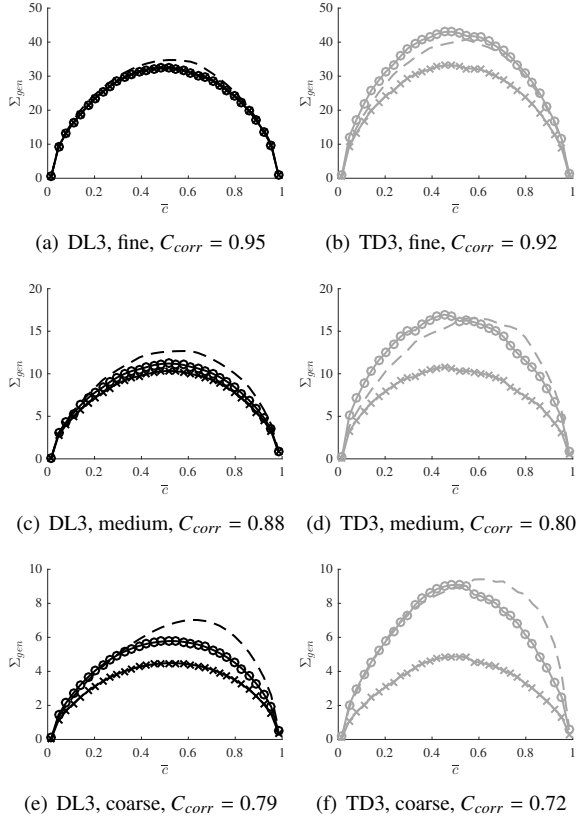 50
40
30
20
10
0
Σgen
0 0.2 0.4 0.6 0.8 1
c̅
(a) DL3, fine, Ccorr = 0.95
50
40
30
20
10
0
Σgen
0 0.2 0.4 0.6 0.8 1
c̅
(b) TD3, fine, Ccorr = 0.92
20
15
10
5
0
Σgen
0 0.2 0.4 0.6 0.8 1
c̅
(c) DL3, medium, Ccorr = 0.88
20
15
10
5
0
Σgen
0 0.2 0.4 0.6 0.8 1
c̅
(d) TD3, medium, Ccorr = 0.80
10
8
6
4
2
0
Σgen
0 0.2 0.4 0.6 0.8 1
c̅
(e) DL3, coarse, Ccorr = 0.79
10
8
6
4
2
0
Σgen
0 0.2 0.4 0.6 0.8 1
c̅
(f) TD3, coarse, Ccorr = 0.72